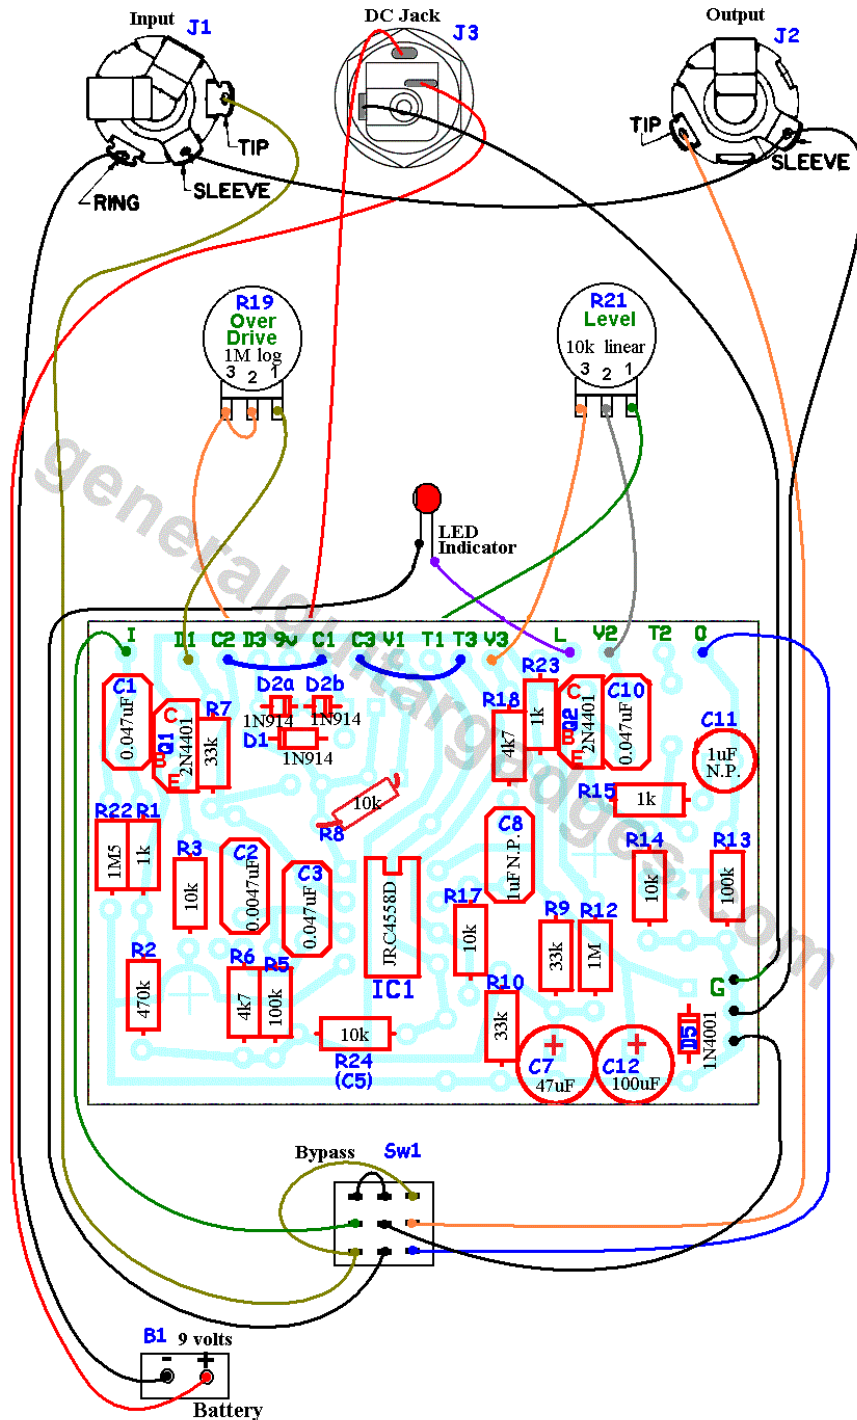 Input
DC Jack
Output
J1
J3
J2
TIP
RING
SLEEVE
TIP
SLEEVE
R19
Over
Drive
1M log
3 2 1
R21
Level
10k linear
3 2 1
LED
Indicator
generalguitargadgets.com
I D1 C2 D3 9v C1 C3 V1 T1 T3 V3 L V2 T2 O
C1
0.047uF
Q1
C
B
E
2N4401
R7
33k
D2a
1N914
D2b
1N914
D1
1N914
R18
4k7
R23
1k
Q2
C
B
E
2N4401
C10
0.047uF
C11
1uF
N.P.
R8
10k
R15
1k
R22
1M5
R1
1k
R3
10k
C2
0.0047uF
C3
0.047uF
JRC4558D
IC1
C8
1uF N.P.
R17
10k
R14
10k
R13
100k
R9
33k
R12
1M
R2
470k
R6
4k7
R5
100k
R24
(C5)
10k
R10
33k
+
C7
47uF
+
C12
100uF
D5
1N4001
G
Bypass
Sw1
B1
9 volts
- +
Battery